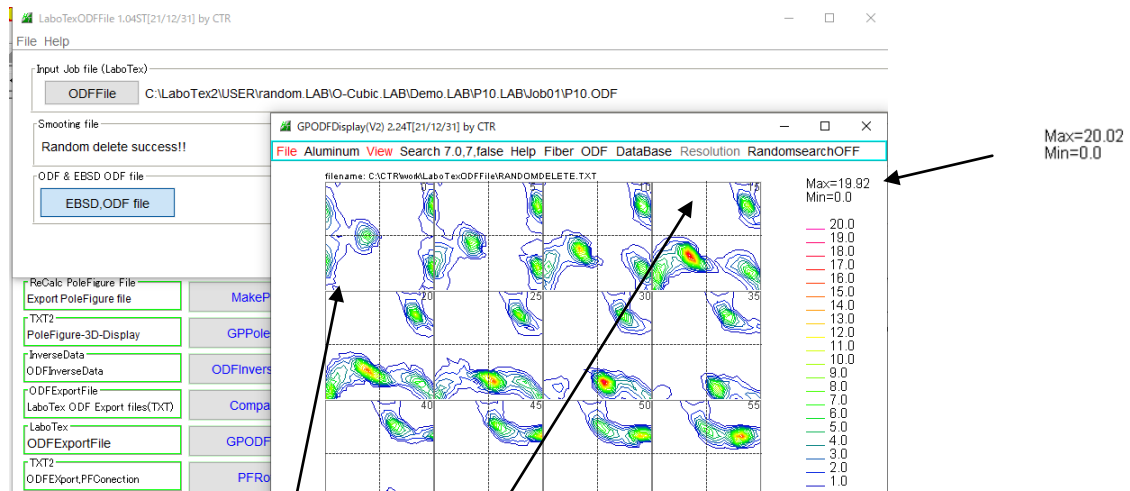 LaboTexODFFile 1.04ST[21/12/31] by CTR
File Help
Input Job file (LaboTex)
ODFFile C:\LaboTex2\USER\random.LAB\O-Cubic.LAB\Demo.LAB\P10.LAB\Job01\P10.ODF
Smooting file
Random delete success!!
ODF & EBSD ODF file
EBSD,ODF file
GPODFDisplay(V2) 2.24T[21/12/31] by CTR
File Aluminum View Search 7.0,7,false Help Fiber ODF DataBase Resolution RandomsearchOFF
filename: C:\CTR\work\LaboTexODFFile\RANDOMDELETE.TXT
Max=19.92
Min=0.0
Max=20.02
Min=0.0
20.0
19.0
18.0
17.0
16.0
15.0
14.0
13.0
12.0
11.0
10.0
9.0
8.0
7.0
6.0
5.0
4.0
3.0
2.0
1.0
20 25 30 35
40 45 50 55
ReCalc PoleFigure File
Export PoleFigure file MakeP
TXT2
PoleFigure-3D-Display GPPole
InverseData
ODFInverseData ODFInvers
ODFExportFile
LaboTex ODF Export files(TXT) Compa
LaboTex
ODFExportFile GPODF
TXT2
ODFEXport,PFConection PFRo